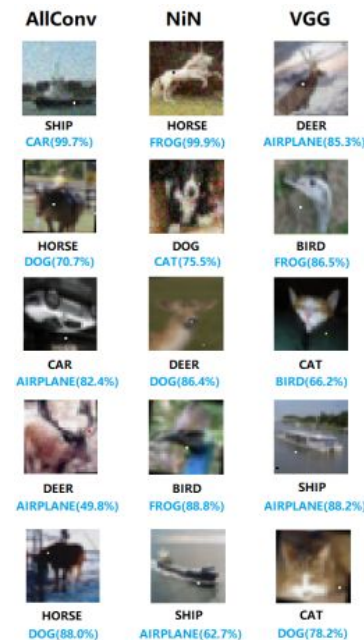 AllConv NiN VGG
SHIP HORSE DEER
CAR(99.7%) FROG(99.9%) AIRPLANE(85.3%)
HORSE DOG BIRD
DOG(70.7%) CAT(75.5%) FROG(86.5%)
CAR DEER CAT
AIRPLANE(82.4%) DOG(86.4%) BIRD(66.2%)
DEER BIRD SHIP
AIRPLANE(49.8%) FROG(88.8%) AIRPLANE(88.2%)
HORSE SHIP CAT
DOG(88.0%) AIRPLANE(62.7%) DOG(78.2%)